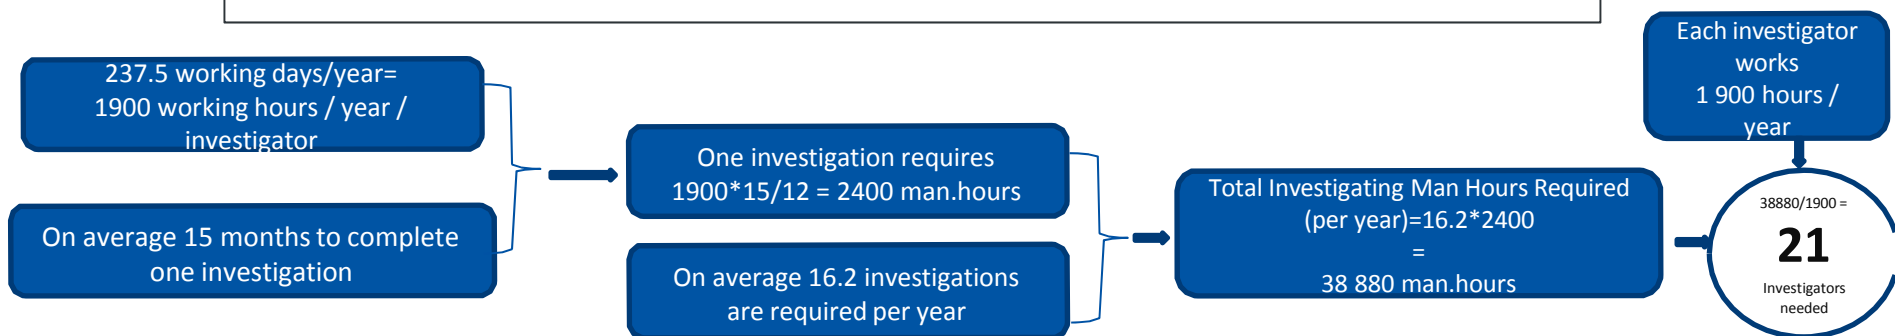 237.5 working days/year=
1900 working hours / year /
investigator
On average 15 months to complete
one investigation
One investigation requires
1900*15/12 = 2400 man.hours
On average 16.2 investigations
are required per year
Total Investigating Man Hours Required
(per year)=16.2*2400
=
38 880 man.hours
Each investigator
works
1 900 hours /
year
38880/1900 =
21
Investigators
needed